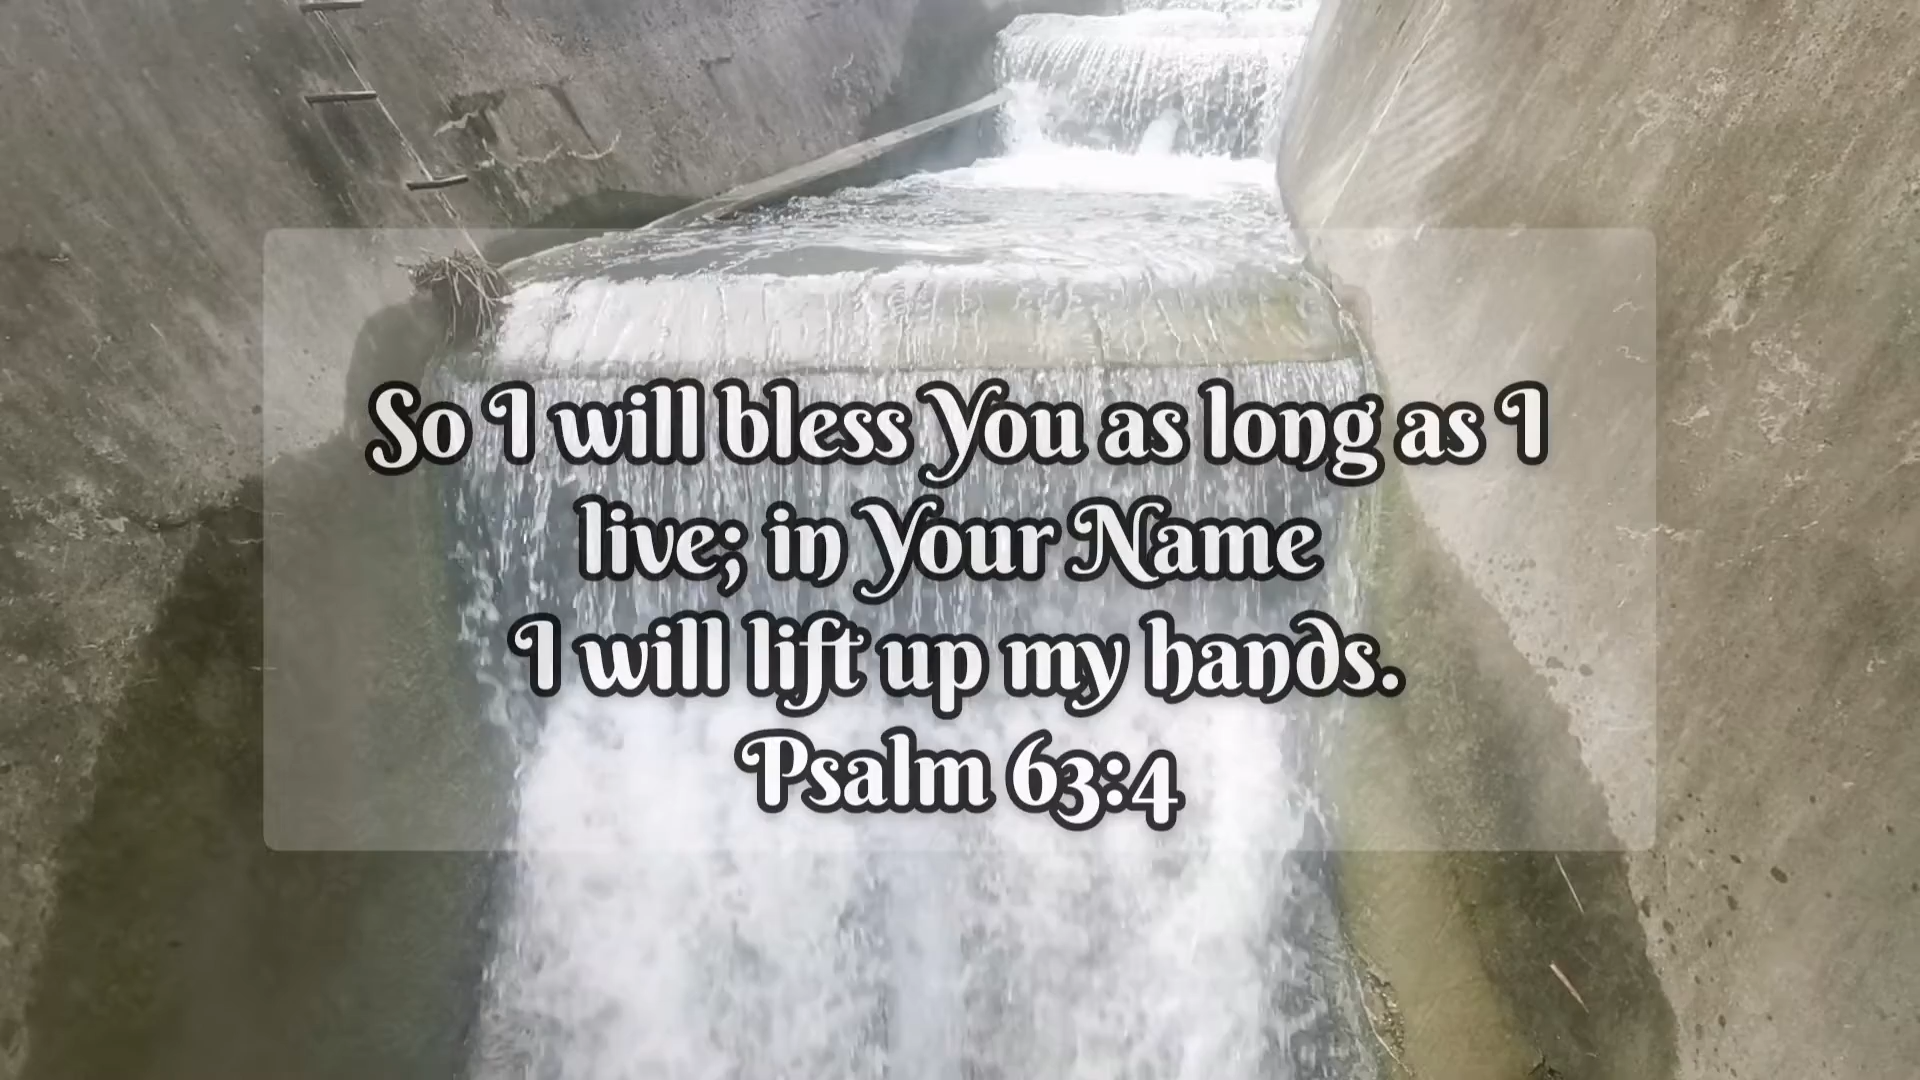 So I will bless You as long as I
live; in Your Name
I will lift up my hands.
Psalm 63:4